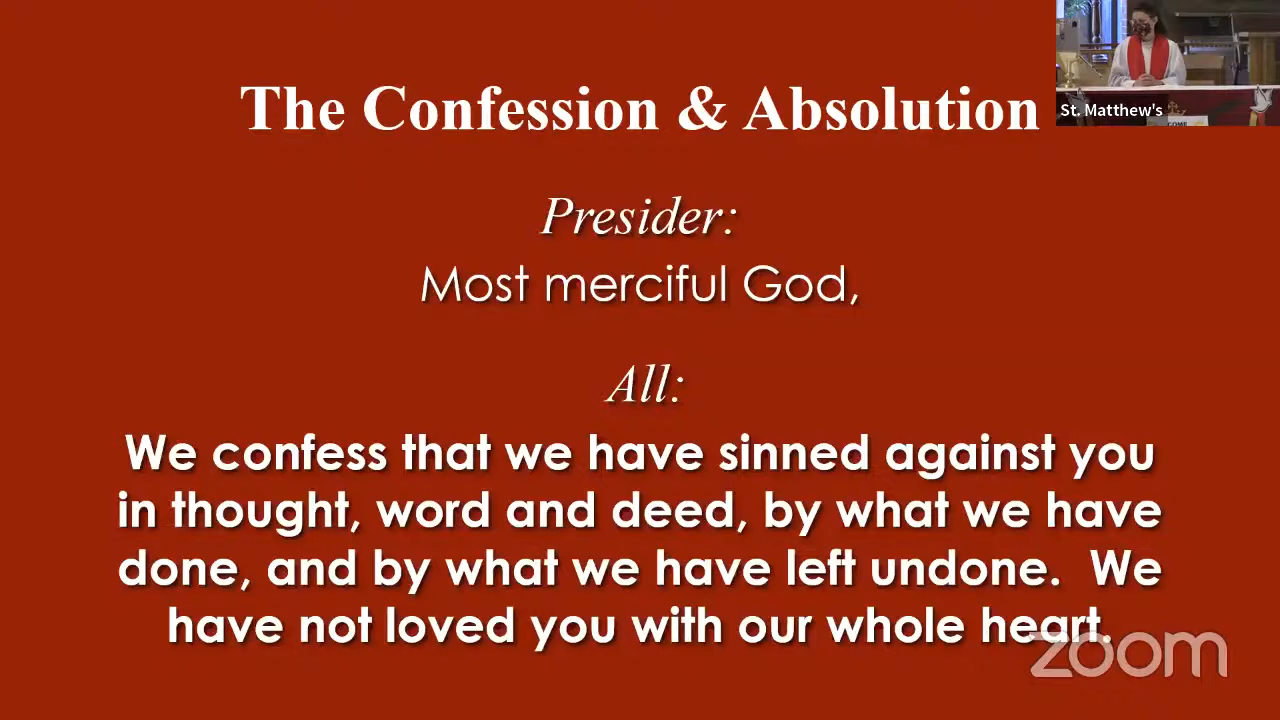 The Confession & Absolution
St. Matthew's
Presider:
Most merciful God,
All:
We confess that we have sinned against you
in thought, word and deed, by what we have
done, and by what we have left undone.  We
have not loved you with our whole heart.
zoom